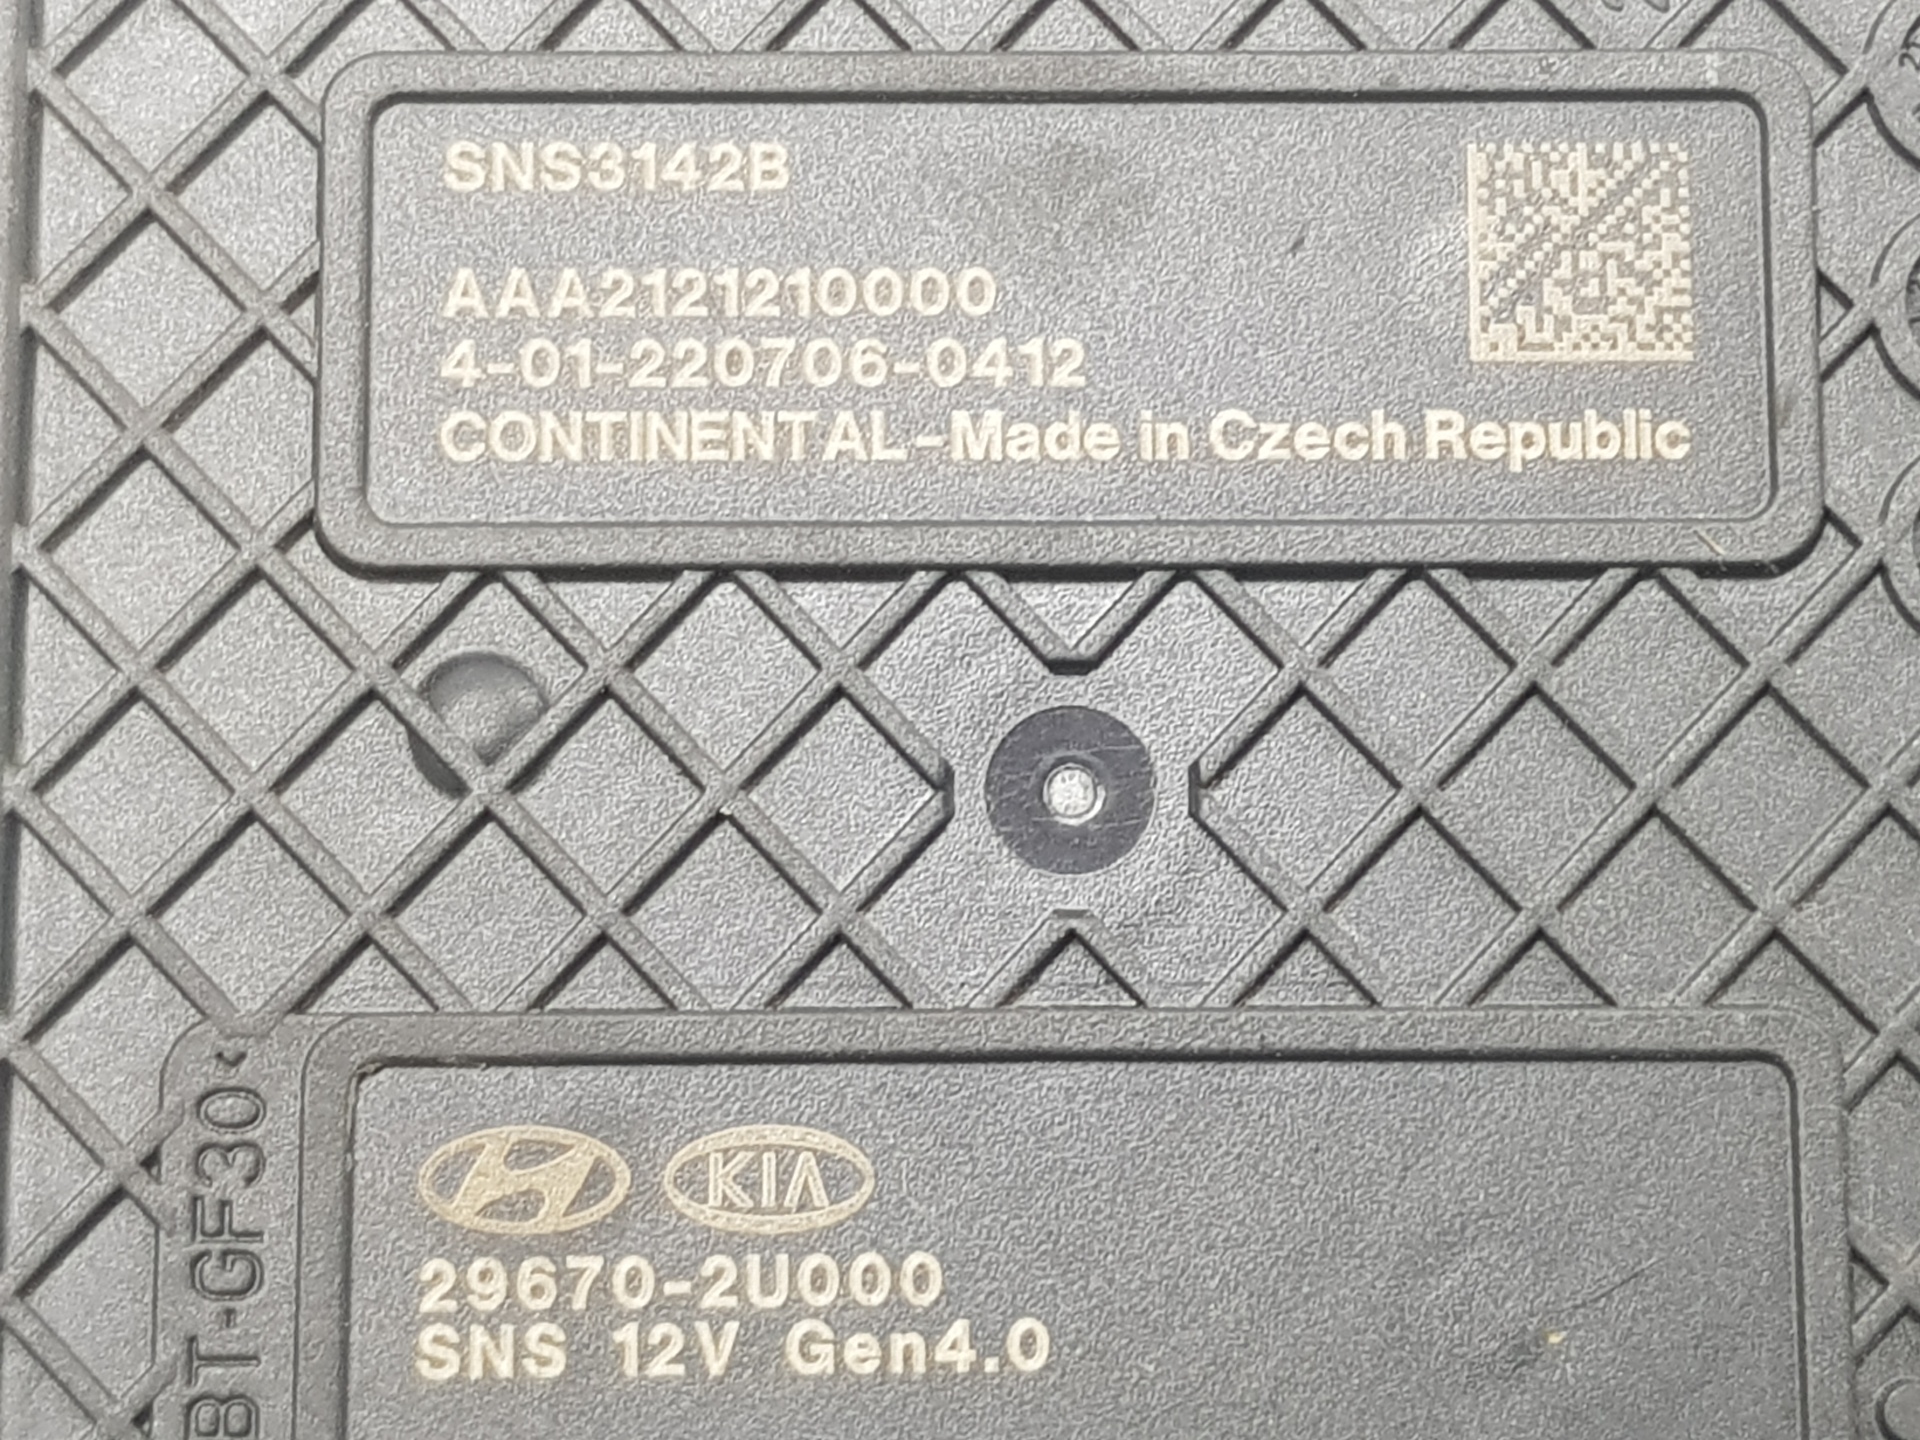 SNS3142B
AAA2121210000
4-01-220706-0412
CONTINENTAL-Made in Czech Republic
KIA
29670-2U000
SNS 12V Gen4.0
BT-GF30<